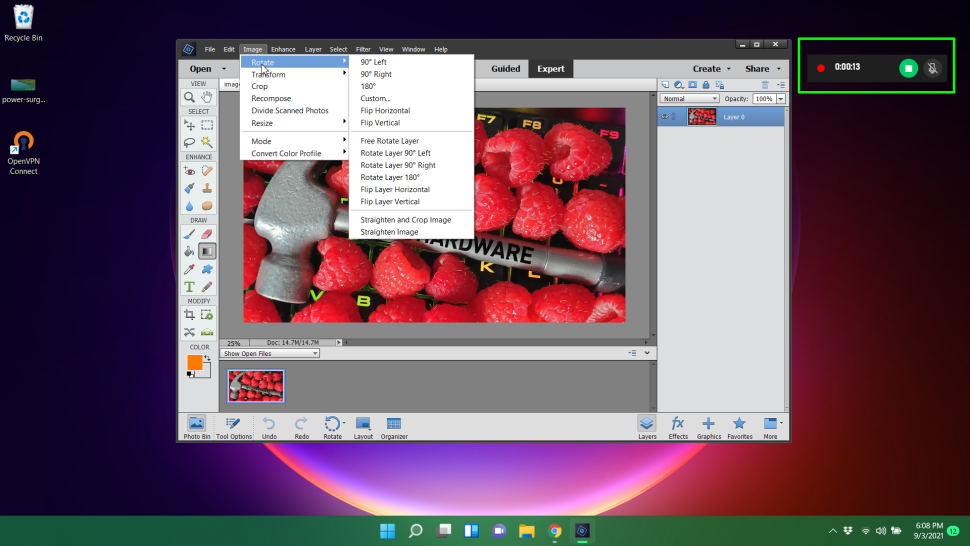 Recycle Bin
power-surg...
OpenVPN
Connect
File Edit Image Enhance Layer Select Filter View Window Help
Open
Guided
Expert
Create
Share
Rotate
Transform
Crop
Recompose
Divide Scanned Photos
Resize
Mode
Convert Color Profile
90° Left
90° Right
180°
Custom...
Flip Horizontal
Flip Vertical
Free Rotate Layer
Rotate Layer 90° Left
Rotate Layer 90° Right
Rotate Layer 180°
Flip Layer Horizontal
Flip Layer Vertical
Straighten and Crop Image
Straighten Image
VIEW
SELECT
ENHANCE
DRAW
MODIFY
COLOR
image
F7
F8
HARDWARE
K
L
V
B
Normal
Opacity: 100%
Layer 0
25%
Doc: 14.7M/14.7M
Show Open Files
Photo Bin
Tool Options
Undo
Redo
Rotate
Layout
Organizer
Layers
Effects
Graphics
Favorites
More
0:00:13
6:08 PM
9/3/2021
12